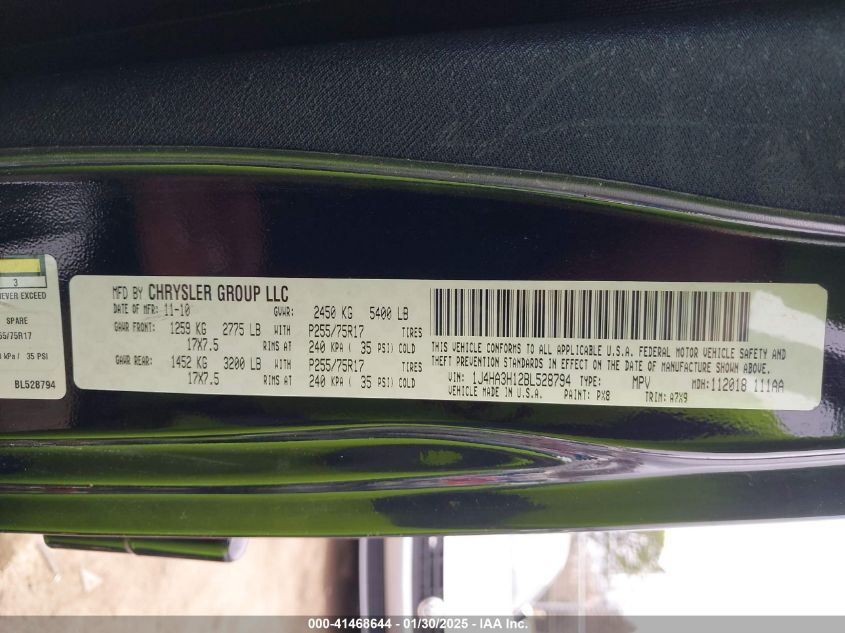 3
NEVER EXCEED
SPARE
35 PSI
BL528794
MFD BY CHRYSLER GROUP LLC
DATE OF MFR: 11-10 GVWR: 2450 KG 5400 LB
GAWR FRONT: 1259 KG 2775 LB WITH P255/75R17 TIRES
17X7.5 RIMS AT 240 KPA ( 35 PSI) COLD
GAWR REAR: 1452 KG 3200 LB WITH P255/75R17 TIRES
17X7.5 RIMS AT 240 KPA ( 35 PSI) COLD
THIS VEHICLE CONFORMS TO ALL APPLICABLE U.S.A. FEDERAL MOTOR VEHICLE SAFETY AND
THEFT PREVENTION STANDARDS IN EFFECT ON THE DATE OF MANUFACTURE SHOWN ABOVE.
VIN: 1J4HA3H12BL528794 TYPE: MPV MDH: 112018 111AA
VEHICLE MADE IN U.S.A. PAINT: PX8 TRIM: A7X9
000-41468644 — 01/30/2025 — IAA Inc.